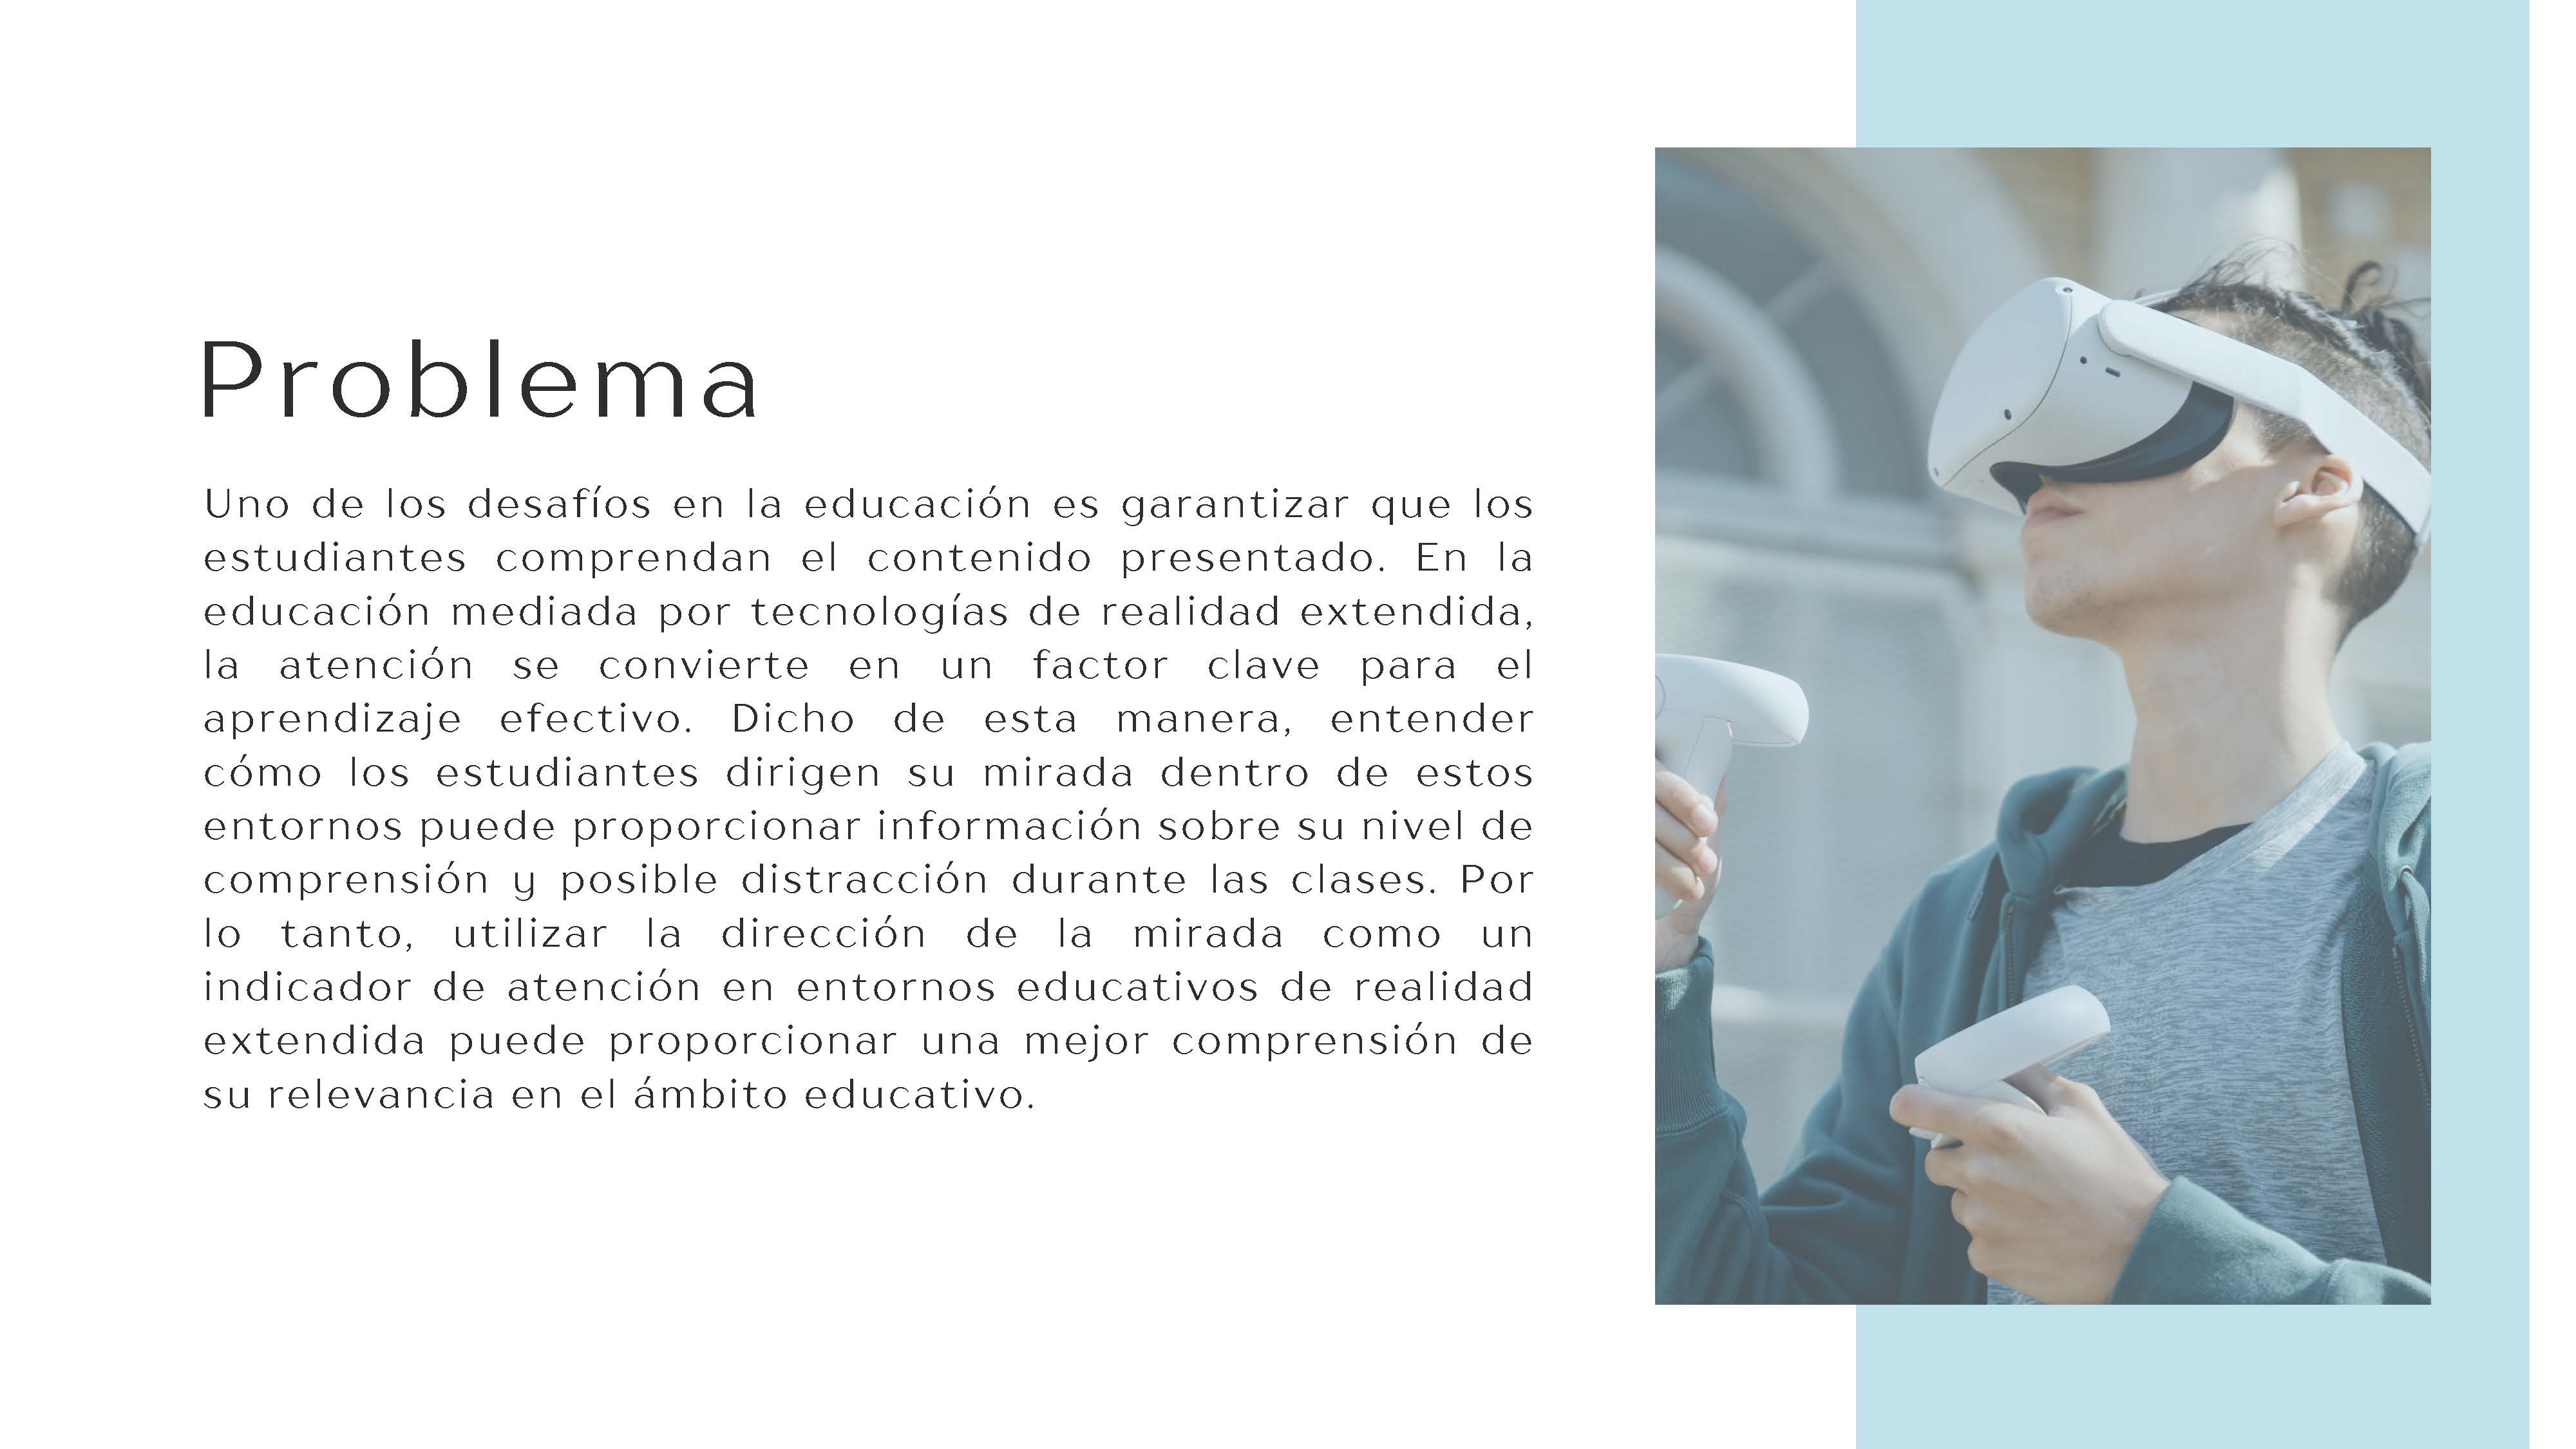 Problema
Uno de los desafíos en la educación es garantizar que los
estudiantes comprendan el contenido presentado. En la
educación mediada por tecnologías de realidad extendida,
la atención se convierte en un factor clave para el
aprendizaje efectivo. Dicho de esta manera, entender
cómo los estudiantes dirigen su mirada dentro de estos
entornos puede proporcionar información sobre su nivel de
comprensión y posible distracción durante las clases. Por
lo tanto, utilizar la dirección de la mirada como un
indicador de atención en entornos educativos de realidad
extendida puede proporcionar una mejor comprensión de
su relevancia en el ámbito educativo.